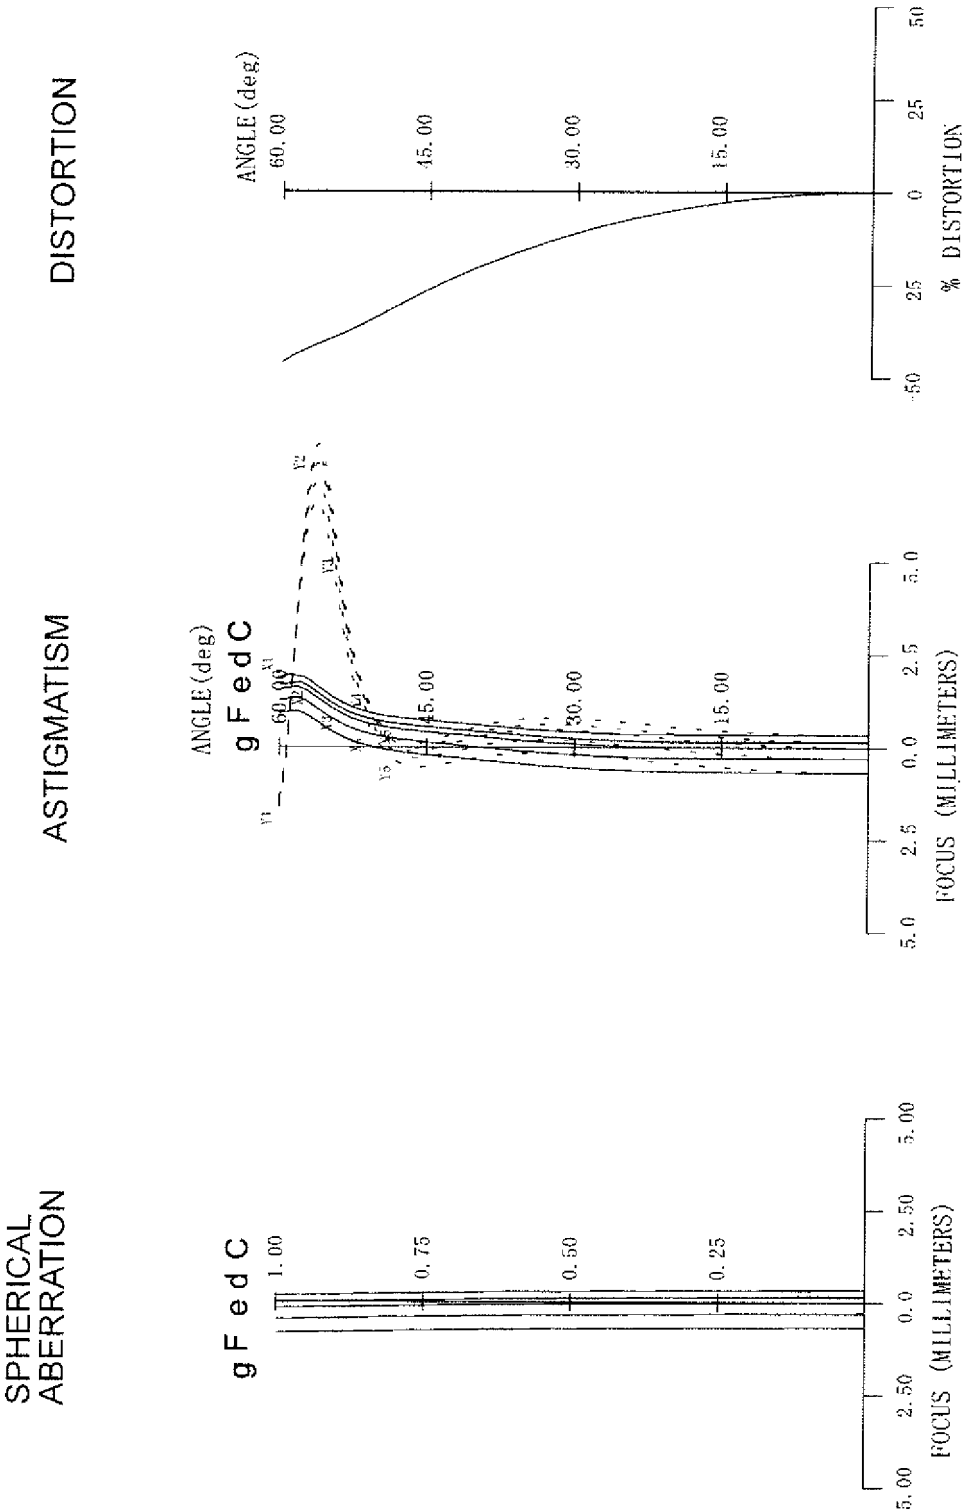 SPHERICAL
ABERRATION
g F e d C
1.00
0.75
0.50
0.25
5.00
2.50
0.0
2.50
5.00
FOCUS (MILLIMETERS)
ASTIGMATISM
ANGLE(deg)
g F e d C
60.00
45.00
30.00
15.00
Y2
Y5
5.0
2.5
0.0
2.5
5.0
FOCUS (MILLIMETERS)
DISTORTION
ANGLE(deg)
60.00
45.00
30.00
15.00
-50
25
0
25
50
% DISTORTION